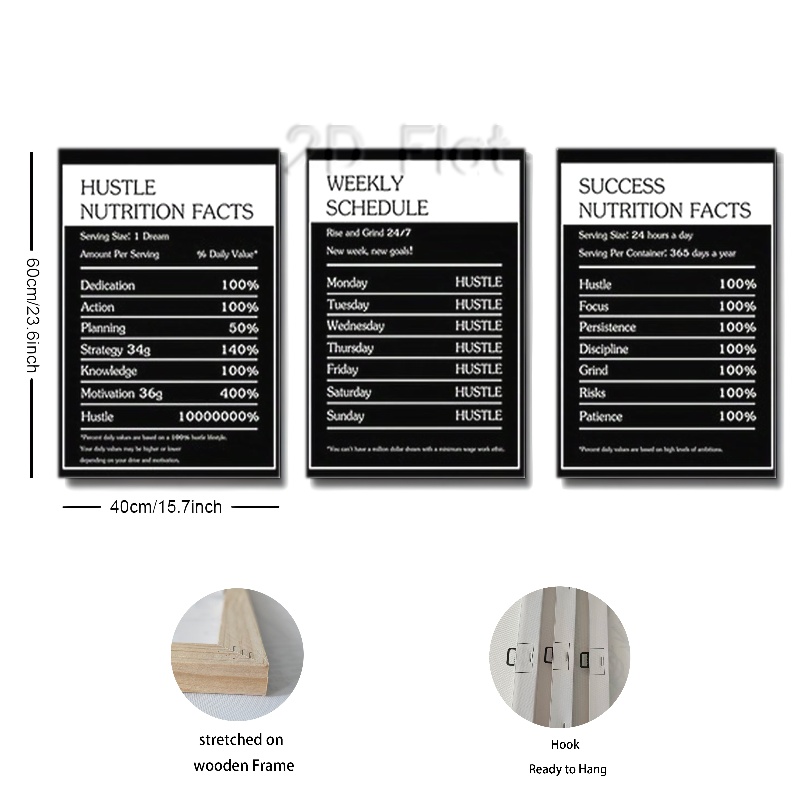 2D Flat
60cm/23.6inch
HUSTLE
NUTRITION FACTS
Serving Size: 1 Dream
Amount Per Serving % Daily Value*
Dedication 100%
Action 100%
Planning 50%
Strategy 34g 140%
Knowledge 100%
Motivation 36g 400%
Hustle 10000000%
*Percent daily values are based on a 100% hustle lifestyle.
Your daily values may be higher or lower
depending on your drive and motivation.
WEEKLY
SCHEDULE
Rise and Grind 24/7
New week, new goals!
Monday HUSTLE
Tuesday HUSTLE
Wednesday HUSTLE
Thursday HUSTLE
Friday HUSTLE
Saturday HUSTLE
Sunday HUSTLE
*You can't have a million dollar dream with a minimum wage work ethic.
SUCCESS
NUTRITION FACTS
Serving Size: 24 hours a day
Serving Per Container: 365 days a year
Hustle 100%
Focus 100%
Persistence 100%
Discipline 100%
Grind 100%
Risks 100%
Patience 100%
*Percent daily values are based on high levels of ambitions.
40cm/15.7inch
stretched on
wooden Frame
Hook
Ready to Hang